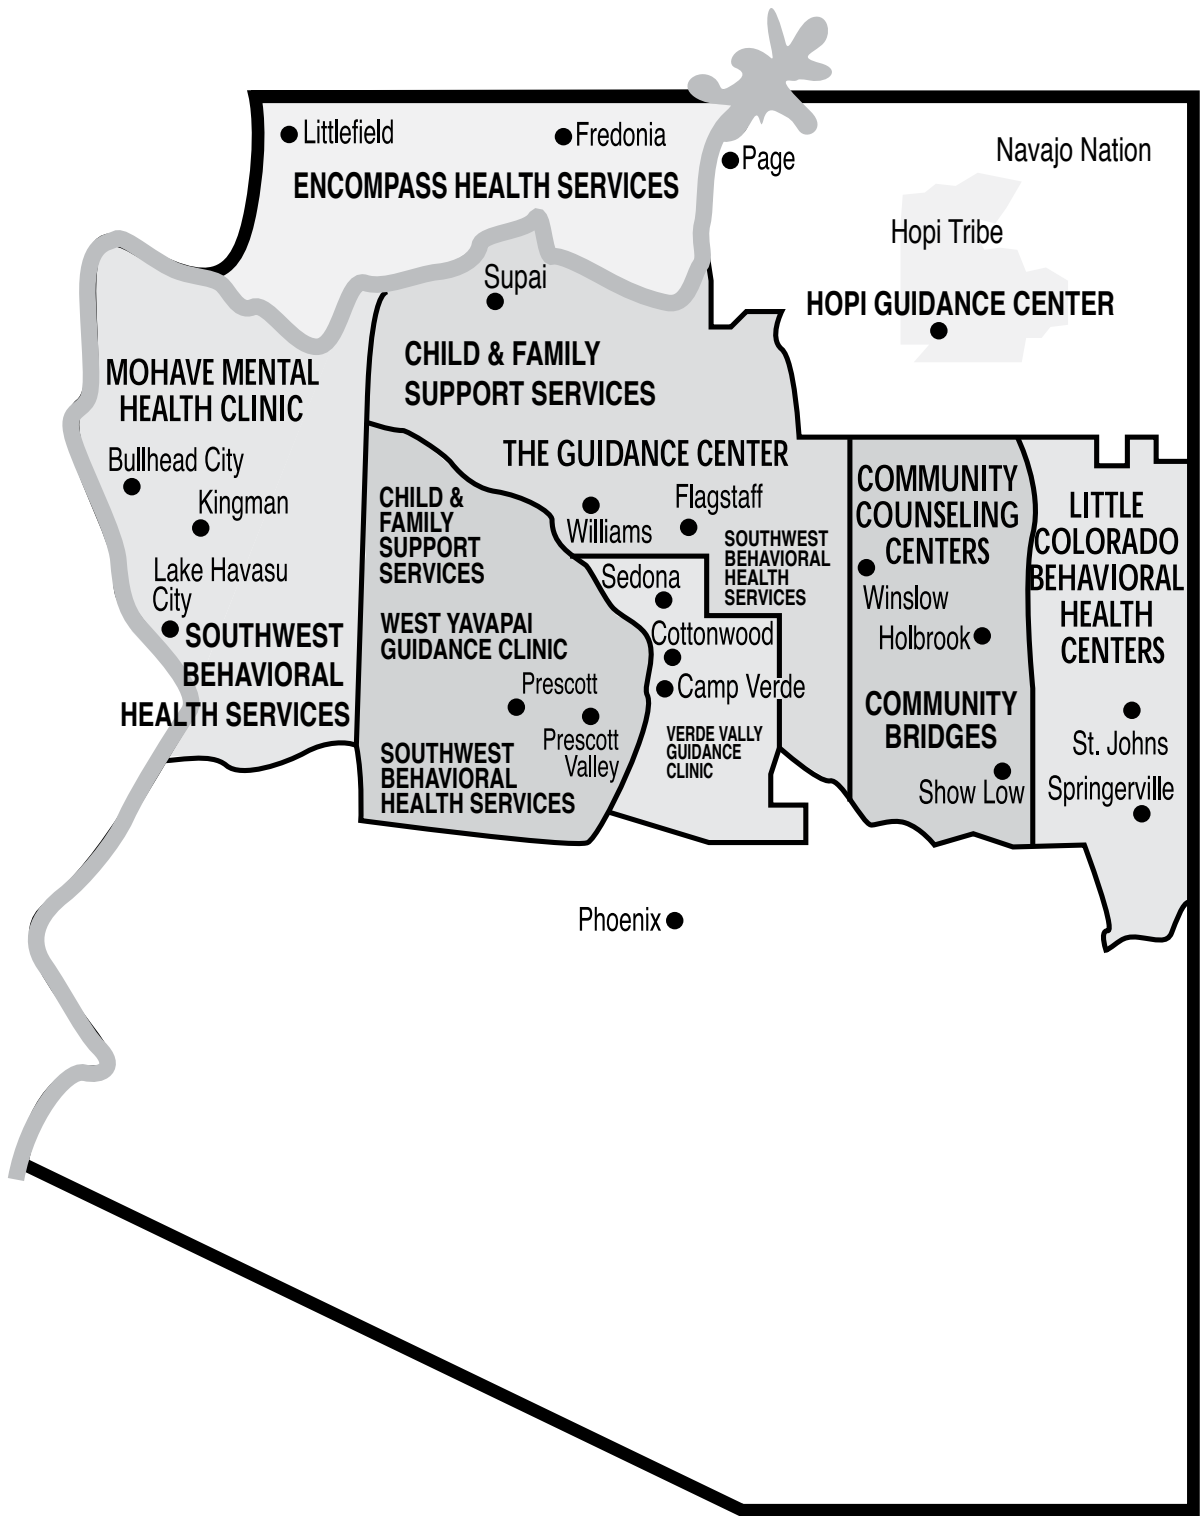 Littlefield
Fredonia
Page
Navajo Nation
ENCOMPASS HEALTH SERVICES
Hopi Tribe
Supai
HOPI GUIDANCE CENTER
MOHAVE MENTAL
HEALTH CLINIC
CHILD & FAMILY
SUPPORT SERVICES
Bullhead City
Kingman
Lake Havasu
City
SOUTHWEST
BEHAVIORAL
HEALTH SERVICES
THE GUIDANCE CENTER
Williams
Flagstaff
SOUTHWEST
BEHAVIORAL
HEALTH
SERVICES
CHILD &
FAMILY
SUPPORT
SERVICES
WEST YAVAPAI
GUIDANCE CLINIC
Prescott
Prescott
Valley
SOUTHWEST
BEHAVIORAL
HEALTH SERVICES
Sedona
Cottonwood
Camp Verde
VERDE VALLY
GUIDANCE
CLINIC
COMMUNITY
COUNSELING
CENTERS
Winslow
Holbrook
COMMUNITY
BRIDGES
Show Low
LITTLE
COLORADO
BEHAVIORAL
HEALTH
CENTERS
St. Johns
Springerville
Phoenix